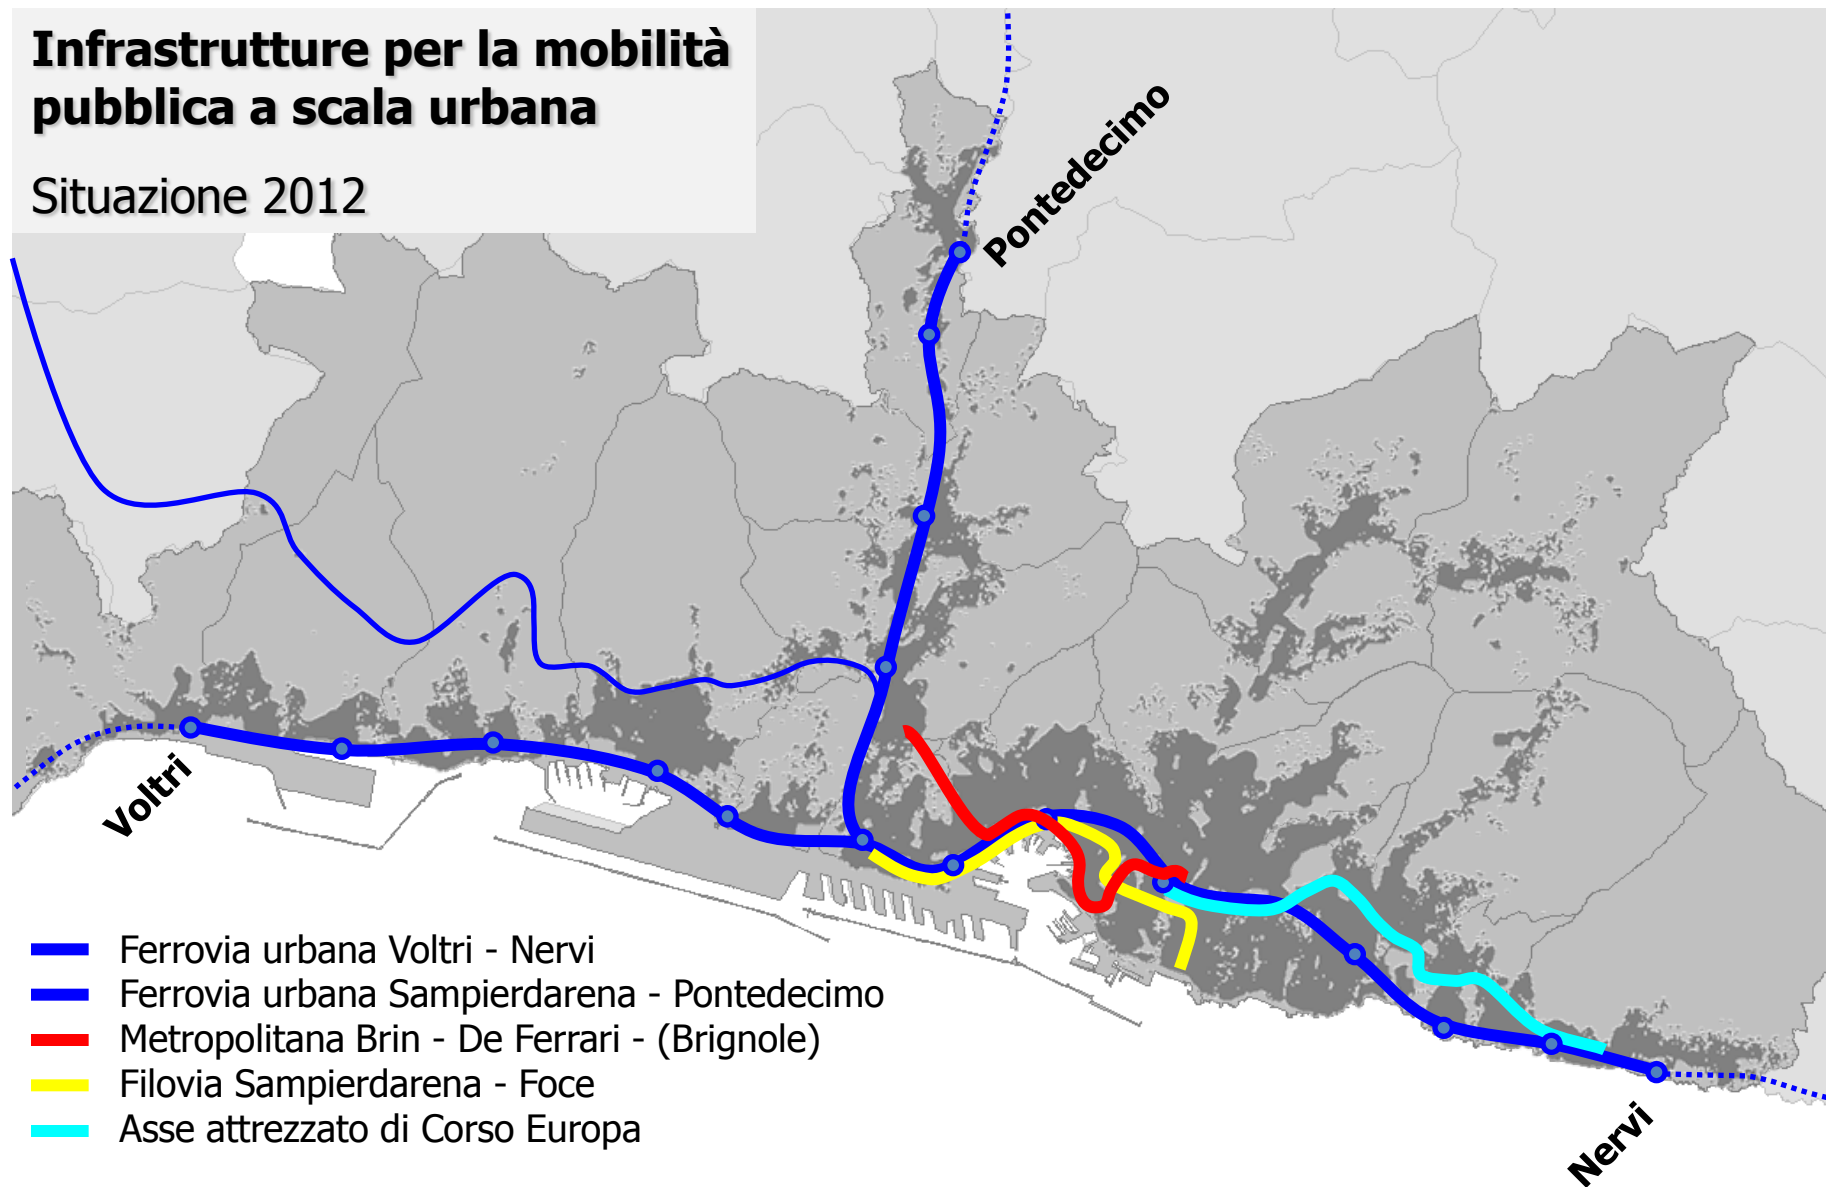 Infrastrutture per la mobilità
pubblica a scala urbana
Situazione 2012
Pontedecimo
Voltri
Nervi
Ferrovia urbana Voltri - Nervi
Ferrovia urbana Sampierdarena - Pontedecimo
Metropolitana Brin - De Ferrari - (Brignole)
Filovia Sampierdarena - Foce
Asse attrezzato di Corso Europa